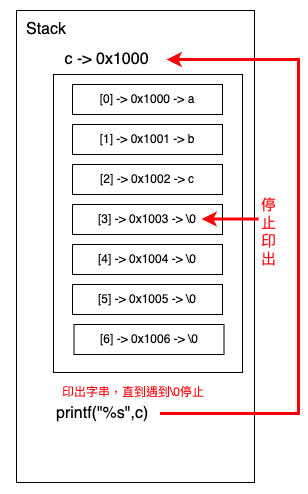 Stack
c -> 0x1000
[0] -> 0x1000 -> a
[1] -> 0x1001 -> b
[2] -> 0x1002 -> c
[3] -> 0x1003 -> \0
[4] -> 0x1004 -> \0
[5] -> 0x1005 -> \0
[6] -> 0x1006 -> \0
停止印出
印出字串，直到遇到\0停止
printf("%s",c)